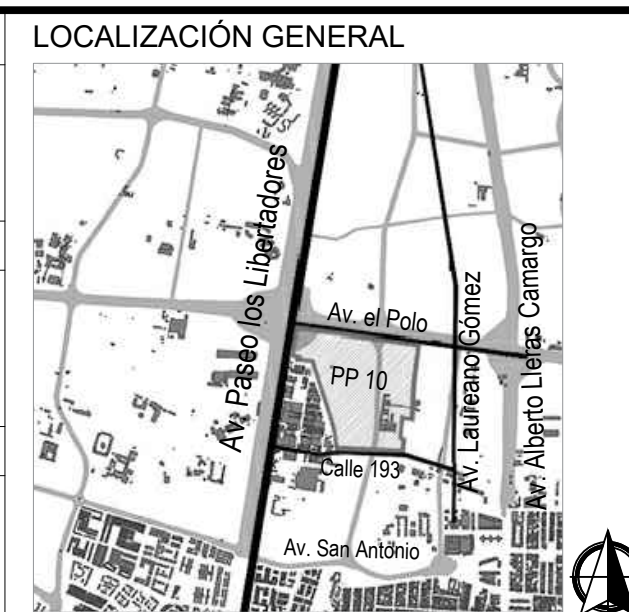 LOCALIZACIÓN GENERAL
Av. Paseo los Libertadores
Av. el Polo
PP 10
Av. Laureano Gómez
Av. Alberto Lleras Camargo
Calle 193
Av. San Antonio